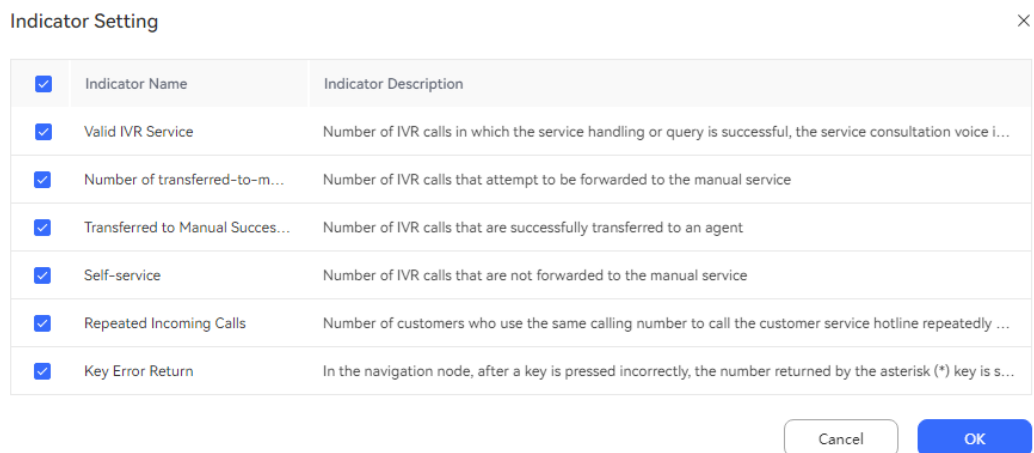 Indicator Setting
Indicator Name Indicator Description
Valid IVR Service Number of IVR calls in which the service handling or query is successful, the service consultation voice i...
Number of transferred-to-m... Number of IVR calls that attempt to be forwarded to the manual service
Transferred to Manual Succes... Number of IVR calls that are successfully transferred to an agent
Self-service Number of IVR calls that are not forwarded to the manual service
Repeated Incoming Calls Number of customers who use the same calling number to call the customer service hotline repeatedly ...
Key Error Return In the navigation node, after a key is pressed incorrectly, the number returned by the asterisk (*) key is s...
Cancel OK